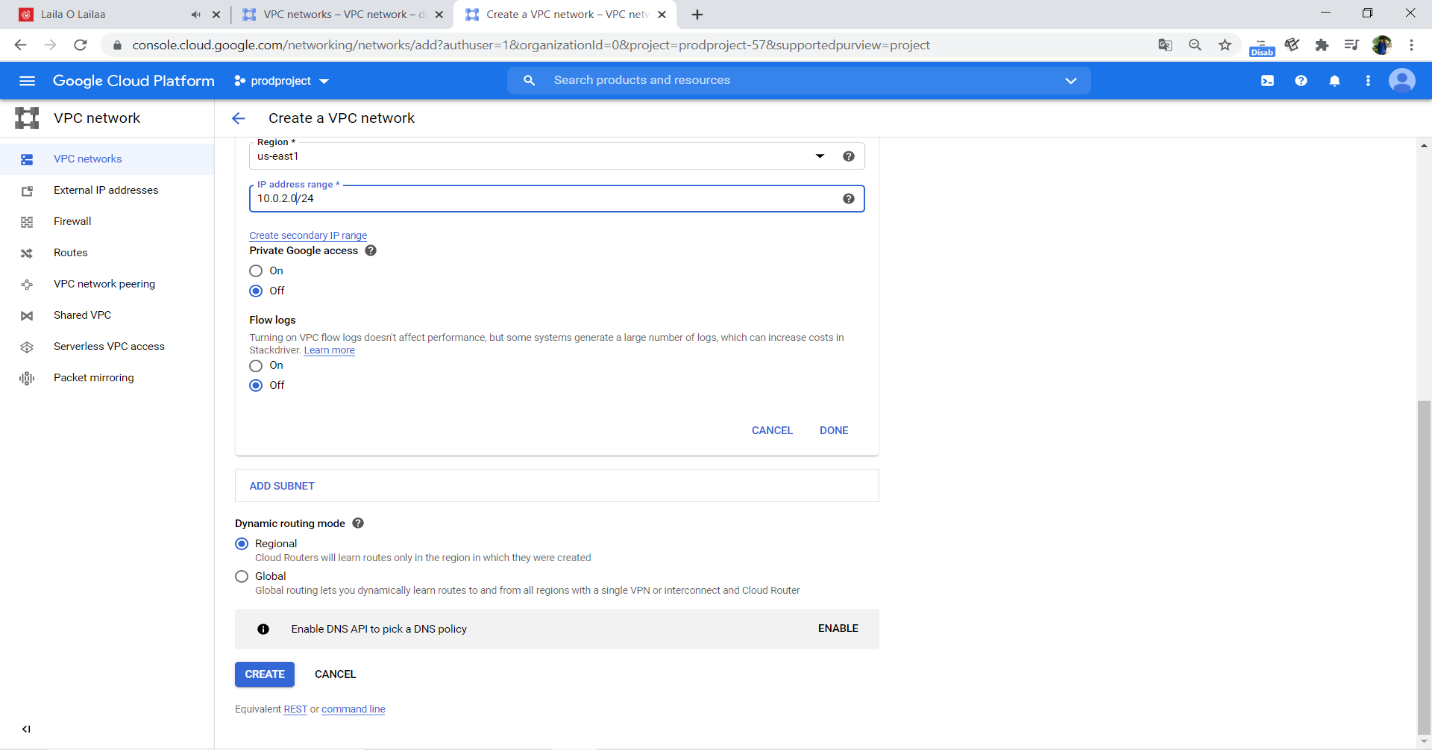 Laila O Lailaa
VPC networks – VPC network – d
Create a VPC network – VPC netw
console.cloud.google.com/networking/networks/add?authuser=1&organizationId=0&project=prodproject-57&supportedpurview=project
Disab
Google Cloud Platform
prodproject
Search products and resources
VPC network
Create a VPC network
VPC networks
External IP addresses
Firewall
Routes
VPC network peering
Shared VPC
Serverless VPC access
Packet mirroring
Region *
us-east1
IP address range *
10.0.2.0/24
Create secondary IP range
Private Google access
On
Off
Flow logs
Turning on VPC flow logs doesn't affect performance, but some systems generate a large number of logs, which can increase costs in
Stackdriver. Learn more
On
Off
CANCEL DONE
ADD SUBNET
Dynamic routing mode
Regional
Cloud Routers will learn routes only in the region in which they were created
Global
Global routing lets you dynamically learn routes to and from all regions with a single VPN or interconnect and Cloud Router
Enable DNS API to pick a DNS policy ENABLE
CREATE CANCEL
Equivalent REST or command line